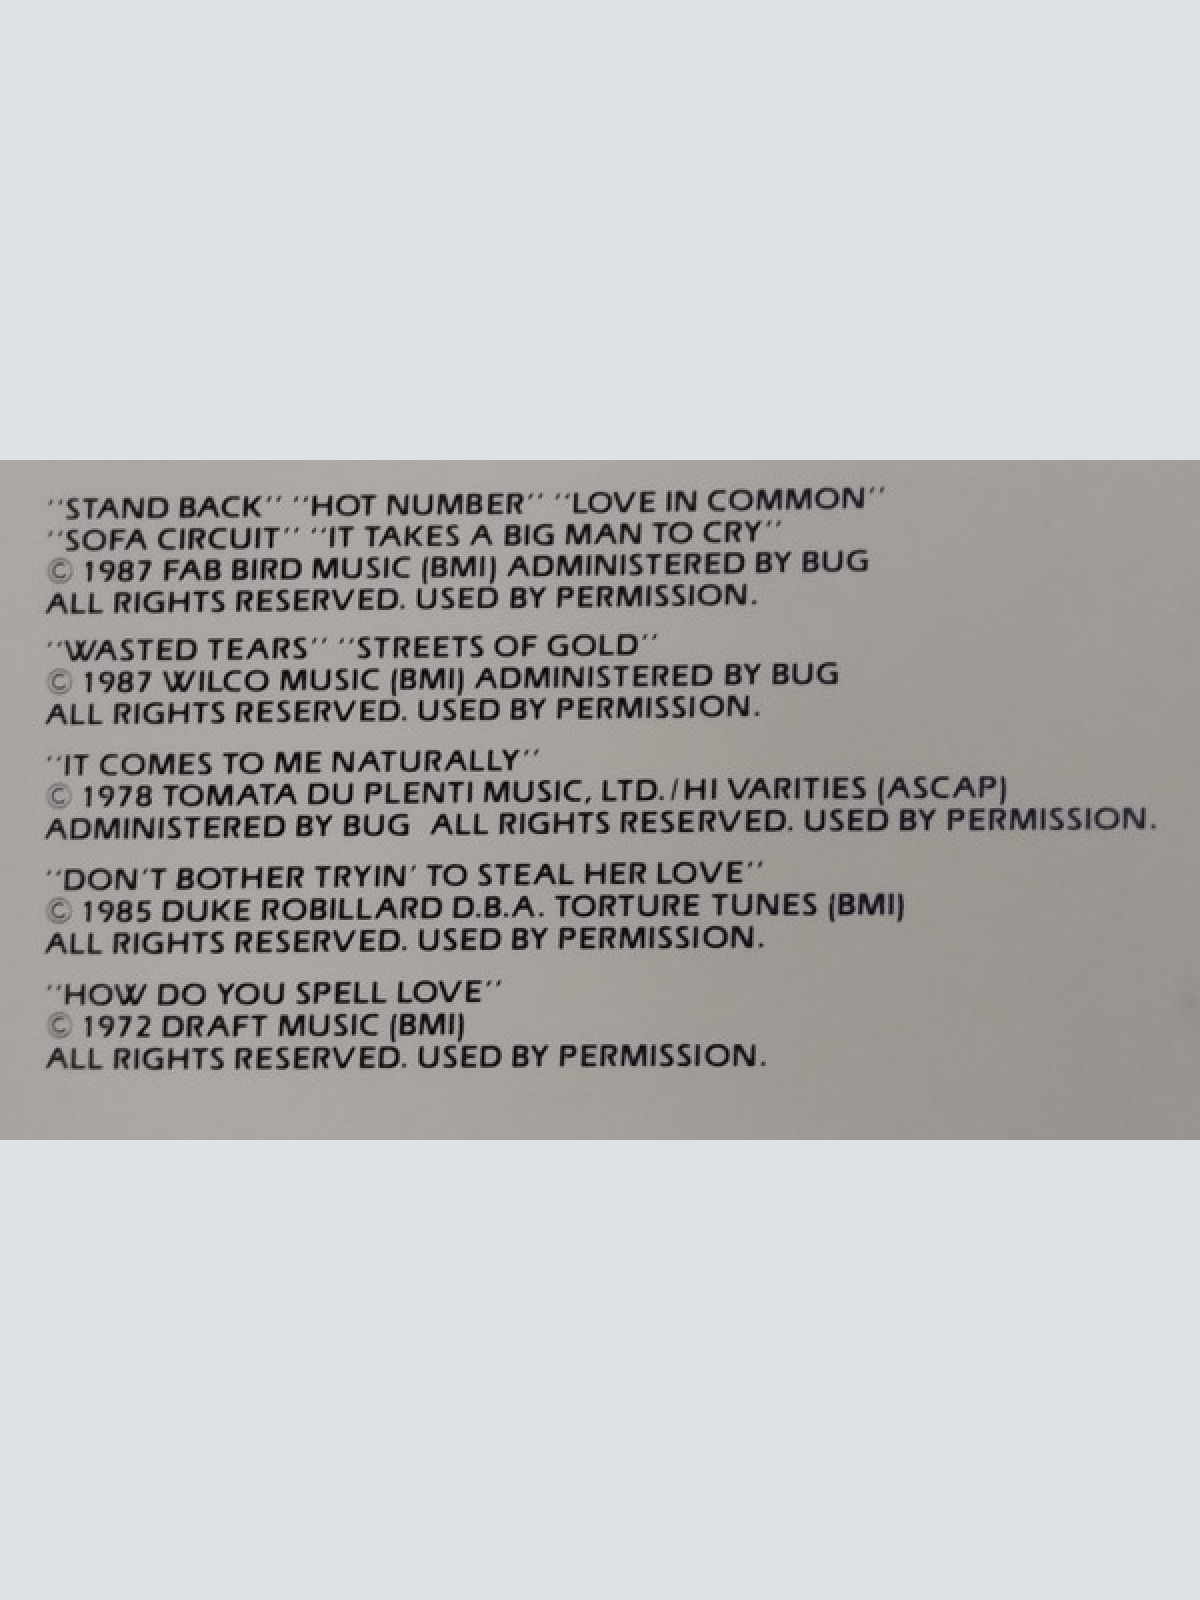 "STAND BACK" "HOT NUMBER" "LOVE IN COMMON"
"SOFA CIRCUIT" "IT TAKES A BIG MAN TO CRY"
© 1987 FAB BIRD MUSIC (BMI) ADMINISTERED BY BUG
ALL RIGHTS RESERVED. USED BY PERMISSION.
"WASTED TEARS" "STREETS OF GOLD"
© 1987 WILCO MUSIC (BMI) ADMINISTERED BY BUG
ALL RIGHTS RESERVED. USED BY PERMISSION.
"IT COMES TO ME NATURALLY"
© 1978 TOMATA DU PLENTI MUSIC, LTD./HI VARITIES (ASCAP)
ADMINISTERED BY BUG ALL RIGHTS RESERVED. USED BY PERMISSION.
"DON'T BOTHER TRYIN' TO STEAL HER LOVE"
© 1985 DUKE ROBILLARD D.B.A. TORTURE TUNES (BMI)
ALL RIGHTS RESERVED. USED BY PERMISSION.
"HOW DO YOU SPELL LOVE"
© 1972 DRAFT MUSIC (BMI)
ALL RIGHTS RESERVED. USED BY PERMISSION.